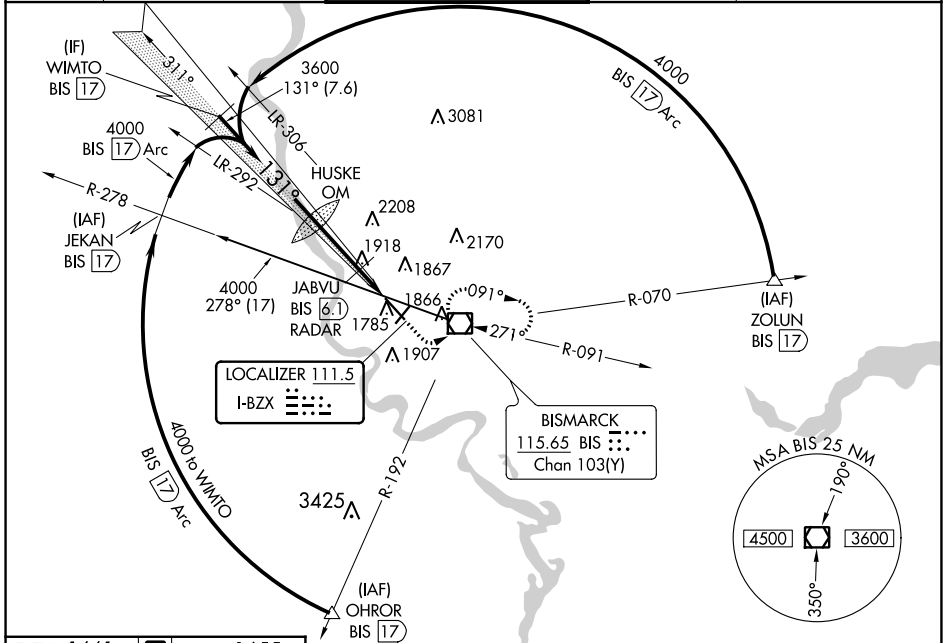 (IF)
WIMTO
BIS 17
311°
3600
131° (7.6)
4000
BIS 17 Arc
3081
4000
BIS 17 Arc
LR-306
LR-292
131°
HUSKE
OM
R-278
(IAF)
JEKAN
BIS 17
2208
1918
2170
1867
4000
278° (17)
JABVU
BIS 6.1
RADAR
1866
1785
1907
091°
271°
R-070
R-091
(IAF)
ZOLUN
BIS 17
LOCALIZER 111.5
I-BZX
BISMARCK
115.65 BIS
Chan 103(Y)
4000 to WIMTO
BIS 17 Arc
R-192
3425
(IAF)
OHROR
BIS 17
MSA BIS 25 NM
190°
4500
3600
350°